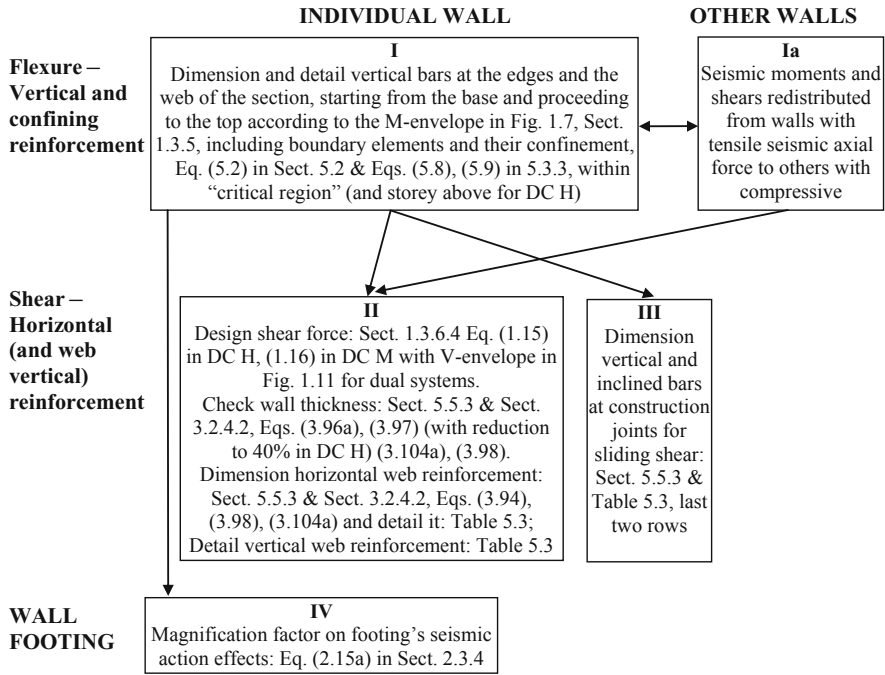 INDIVIDUAL WALL
OTHER WALLS
Flexure –
Vertical and
confining
reinforcement
I
Dimension and detail vertical bars at the edges and the
web of the section, starting from the base and proceeding
to the top according to the M-envelope in Fig. 1.7, Sect.
1.3.5, including boundary elements and their confinement,
Eq. (5.2) in Sect. 5.2 & Eqs. (5.8), (5.9) in 5.3.3, within
“critical region” (and storey above for DC H)
Ia
Seismic moments and
shears redistributed
from walls with
tensile seismic axial
force to others with
compressive
Shear –
Horizontal
(and web
vertical)
reinforcement
II
Design shear force: Sect. 1.3.6.4 Eq. (1.15)
in DC H, (1.16) in DC M with V-envelope in
Fig. 1.11 for dual systems.
Check wall thickness: Sect. 5.5.3 & Sect.
3.2.4.2, Eqs. (3.96a), (3.97) (with reduction
to 40% in DC H) (3.104a), (3.98).
Dimension horizontal web reinforcement:
Sect. 5.5.3 & Sect. 3.2.4.2, Eqs. (3.94),
(3.98), (3.104a) and detail it: Table 5.3;
Detail vertical web reinforcement: Table 5.3
III
Dimension
vertical and
inclined bars
at construction
joints for
sliding shear:
Sect. 5.5.3 &
Table 5.3, last
two rows
WALL
FOOTING
IV
Magnification factor on footing’s seismic
action effects: Eq. (2.15a) in Sect. 2.3.4